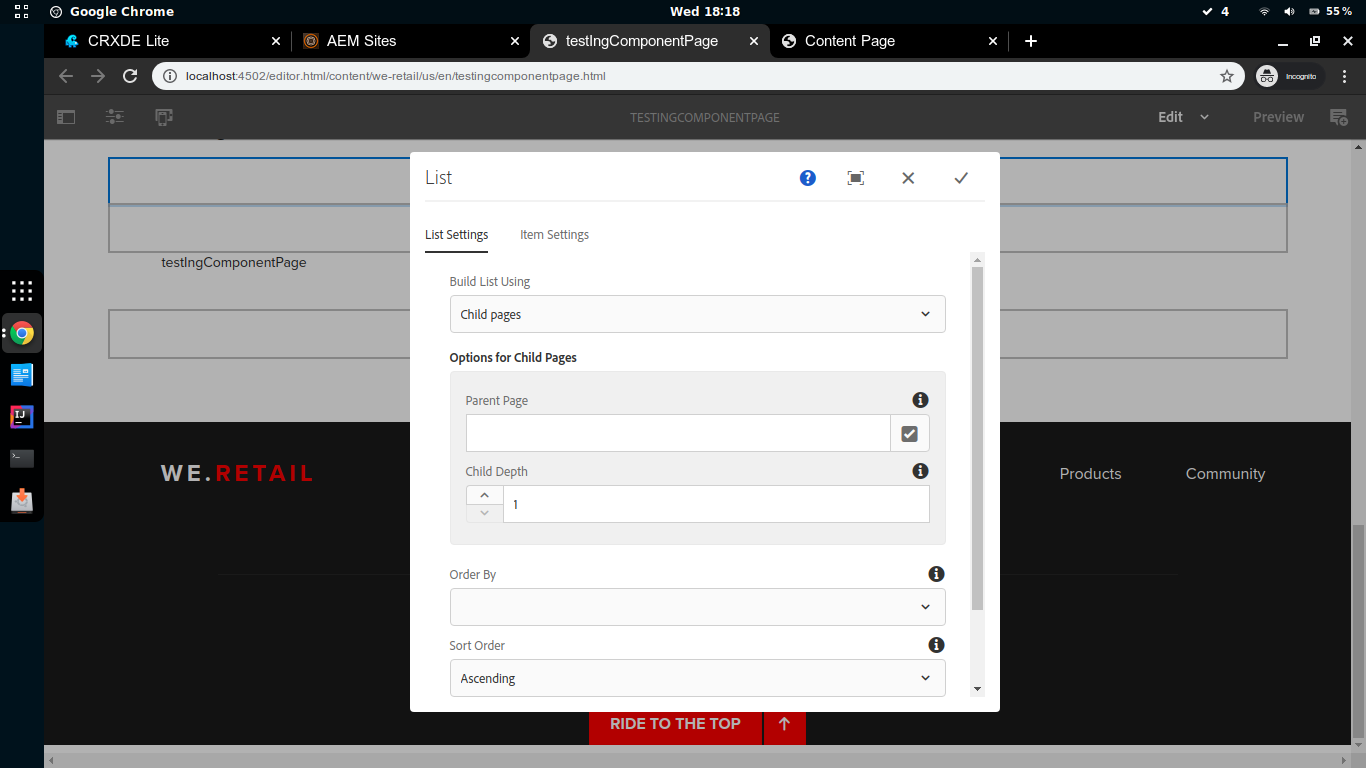 Google Chrome
Wed 18:18
4
55 %
CRXDE Lite
AEM Sites
testIngComponentPage
Content Page
localhost:4502/editor.html/content/we-retail/us/en/testingcomponentpage.html
Incognito
TESTINGCOMPONENTPAGE
Edit
Preview
List
List Settings
Item Settings
testIngComponentPage
Build List Using
Child pages
Options for Child Pages
Parent Page
Child Depth
1
WE.RETAIL
Products
Community
Order By
Sort Order
Ascending
RIDE TO THE TOP